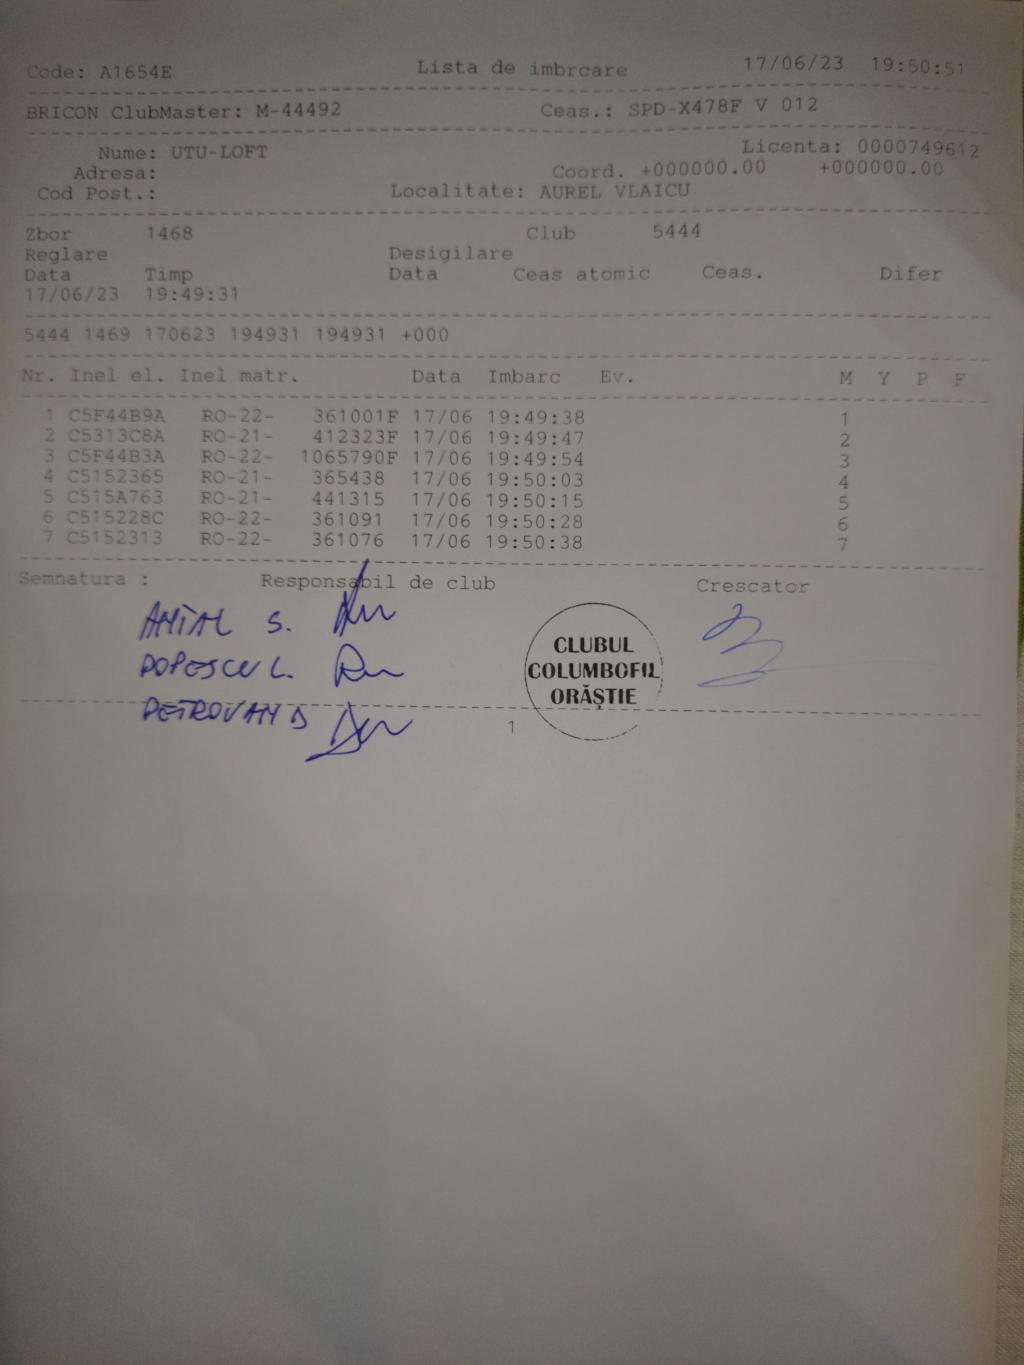 Code: A1654E Lista de imbrcare 17/06/23 19:50:51
BRICON ClubMaster: M-44492 Ceas.: SPD-X478F V 012
Nume: UTU-LOFT Licenta: 0000749612
Adresa: Coord. +000000.00 +000000.00
Cod Post.: Localitate: AUREL VLAICU
Zbor 1468 Club 5444
Reglare Desigilare
Data Timp Data Ceas atomic Ceas. Difer
17/06/23 19:49:31
5444 1469 170623 194931 194931 +000
Nr. Inel el. Inel matr. Data Imbarc Ev. M Y P F
1 C5F44B9A RO-22- 361001F 17/06 19:49:38 1
2 C5313C8A RO-21- 412323F 17/06 19:49:47 2
3 C5F44B3A RO-22- 1065790F 17/06 19:49:54 3
4 C5152365 RO-21- 365438 17/06 19:50:03 4
5 C515A763 RO-21- 441315 17/06 19:50:15 5
6 C515228C RO-22- 361091 17/06 19:50:28 6
7 C5152313 RO-22- 361076 17/06 19:50:38 7
Semnatura : Responsabil de club Crescator
ANTAL S.
POPESCU L.
PETROVAN D
CLUBUL
COLUMBOFIL
ORĂȘTIE
1